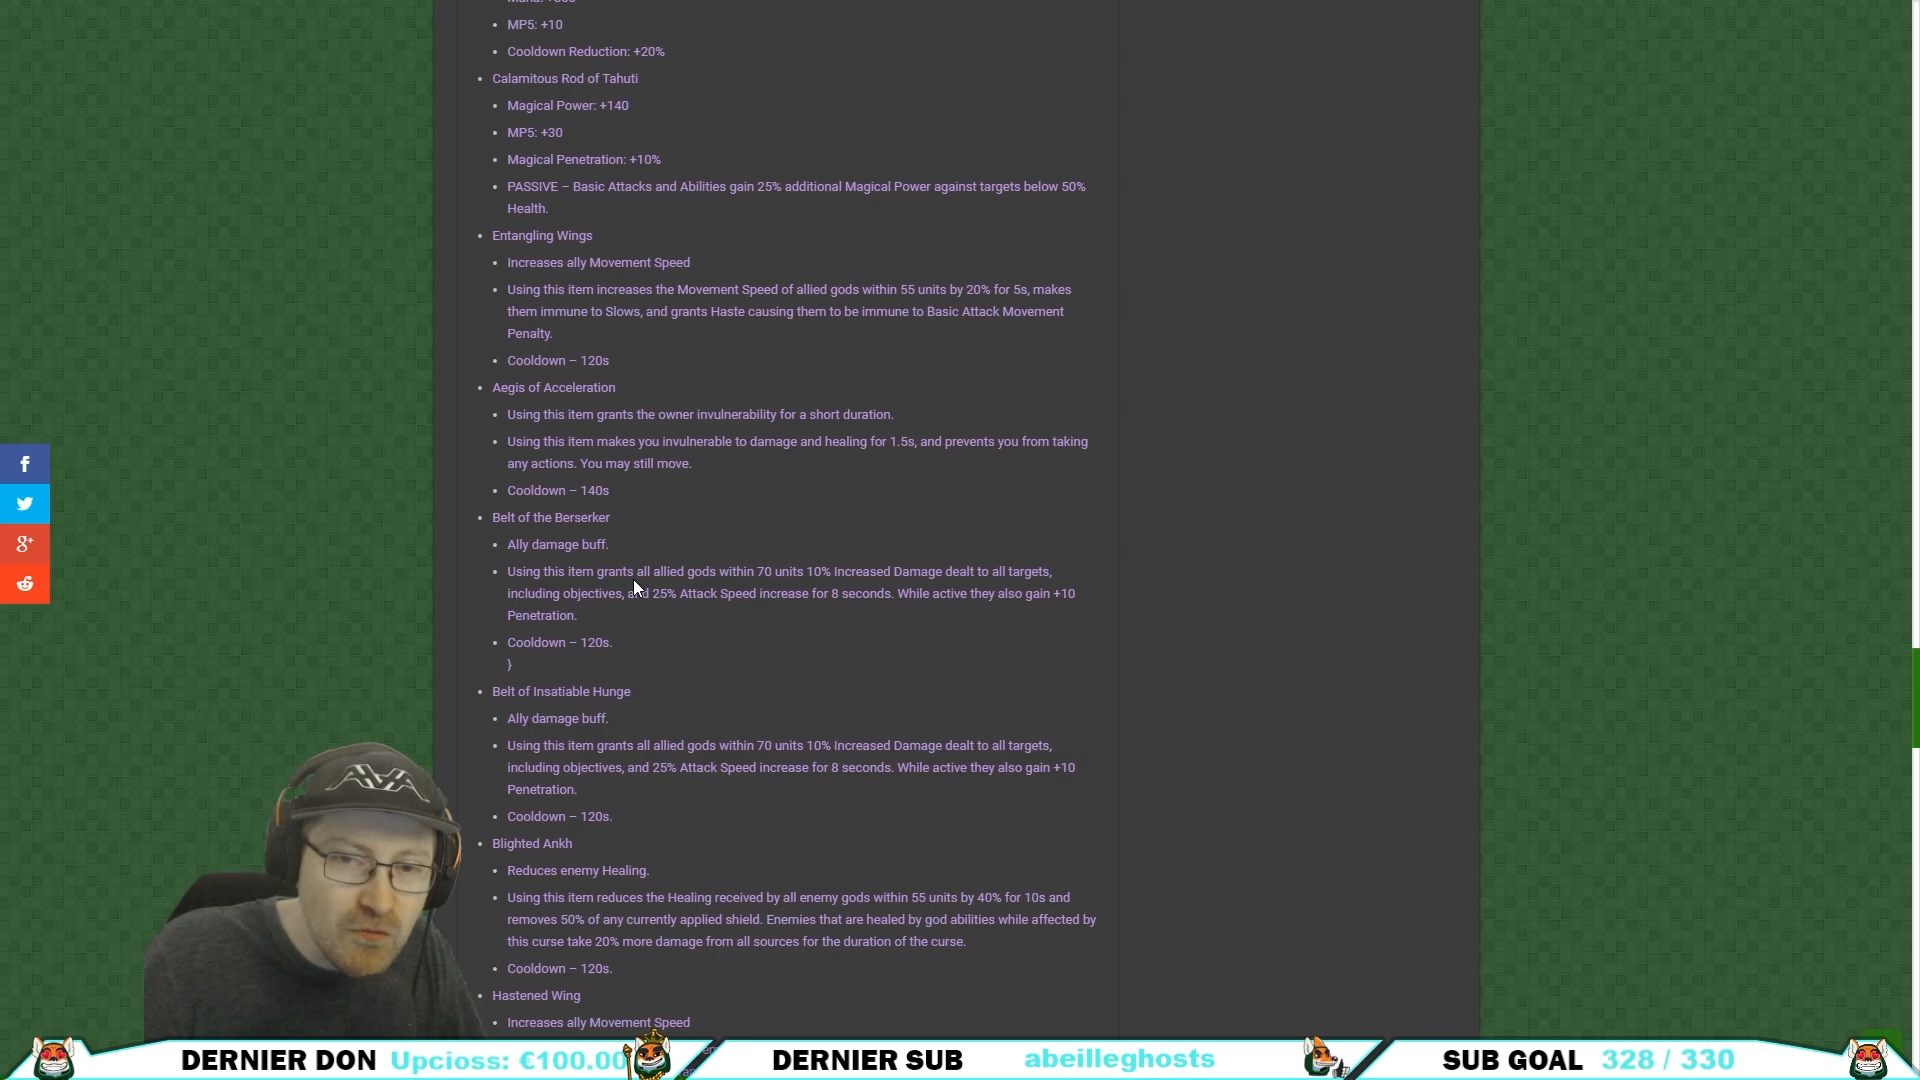 MP5: +10
Cooldown Reduction: +20%
Calamitous Rod of Tahuti
Magical Power: +140
MP5: +30
Magical Penetration: +10%
PASSIVE – Basic Attacks and Abilities gain 25% additional Magical Power against targets below 50%
Health.
Entangling Wings
Increases ally Movement Speed
Using this item increases the Movement Speed of allied gods within 55 units by 20% for 5s, makes
them immune to Slows, and grants Haste causing them to be immune to Basic Attack Movement
Penalty.
Cooldown – 120s
Aegis of Acceleration
Using this item grants the owner invulnerability for a short duration.
Using this item makes you invulnerable to damage and healing for 1.5s, and prevents you from taking
any actions. You may still move.
Cooldown – 140s
Belt of the Berserker
Ally damage buff.
Using this item grants all allied gods within 70 units 10% Increased Damage dealt to all targets,
including objectives, and 25% Attack Speed increase for 8 seconds. While active they also gain +10
Penetration.
Cooldown – 120s.
}
Belt of Insatiable Hunge
Ally damage buff.
Using this item grants all allied gods within 70 units 10% Increased Damage dealt to all targets,
including objectives, and 25% Attack Speed increase for 8 seconds. While active they also gain +10
Penetration.
Cooldown – 120s.
Blighted Ankh
Reduces enemy Healing.
Using this item reduces the Healing received by all enemy gods within 55 units by 40% for 10s and
removes 50% of any currently applied shield. Enemies that are healed by god abilities while affected by
this curse take 20% more damage from all sources for the duration of the curse.
Cooldown – 120s.
Hastened Wing
Increases ally Movement Speed
DERNIER DON Upcioss: €100.00 DERNIER SUB abeilleghosts SUB GOAL 328 / 330